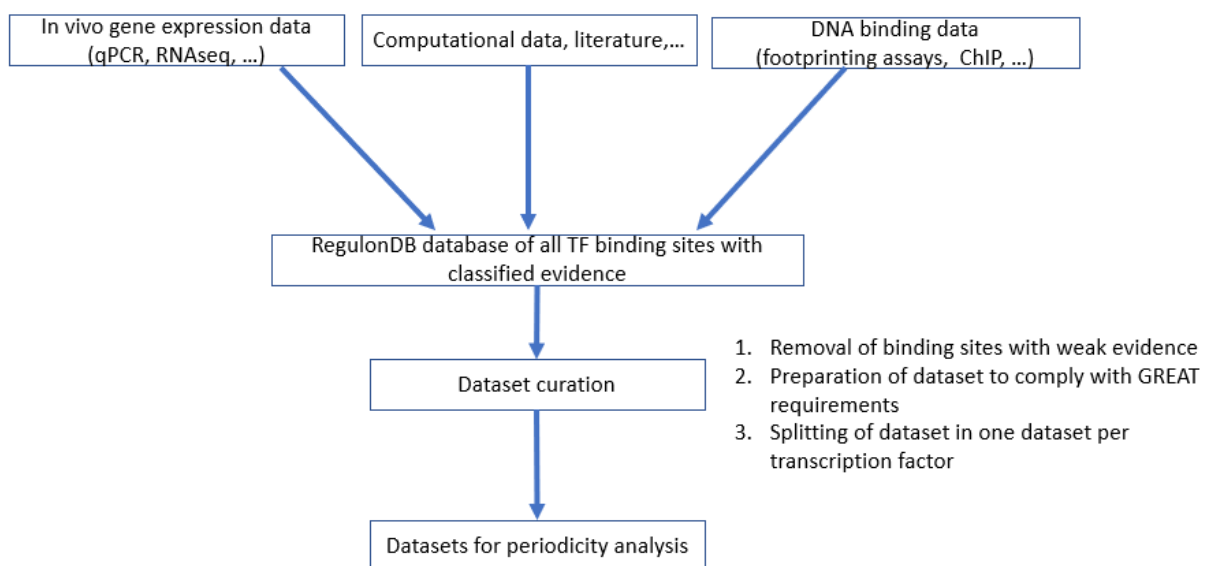 In vivo gene expression data
(qPCR, RNAseq, …)
Computational data, literature,…
DNA binding data
(footprinting assays,  ChIP, …)
RegulonDB database of all TF binding sites with
classified evidence
Dataset curation
1. Removal of binding sites with weak evidence
2. Preparation of dataset to comply with GREAT
requirements
3. Splitting of dataset in one dataset per
transcription factor
Datasets for periodicity analysis